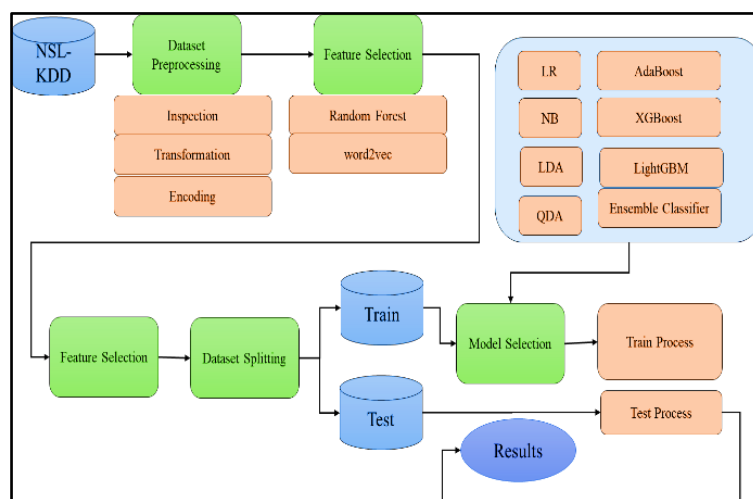 NSL-
KDD
Dataset
Preprocessing
Feature Selection
Inspection
Transformation
Encoding
Random Forest
word2vec
LR
AdaBoost
NB
XGBoost
LDA
LightGBM
QDA
Ensemble Classifier
Feature Selection
Dataset Splitting
Train
Test
Model Selection
Train Process
Test Process
Results